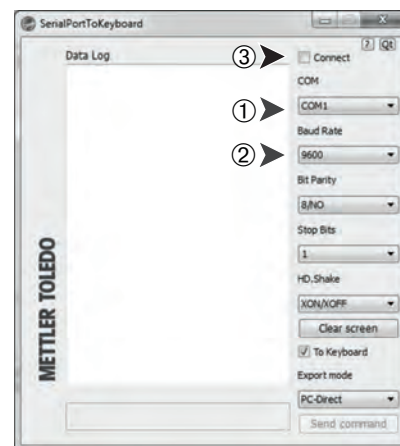 SerialPortToKeyboard
? Qt
Data Log
③ Connect
COM
① COM1
Baud Rate
② 9600
Bit Parity
8/NO
Stop Bits
1
HD.Shake
XON/XOFF
Clear screen
To Keyboard
Export mode
PC-Direct
Send command
METTLER TOLEDO